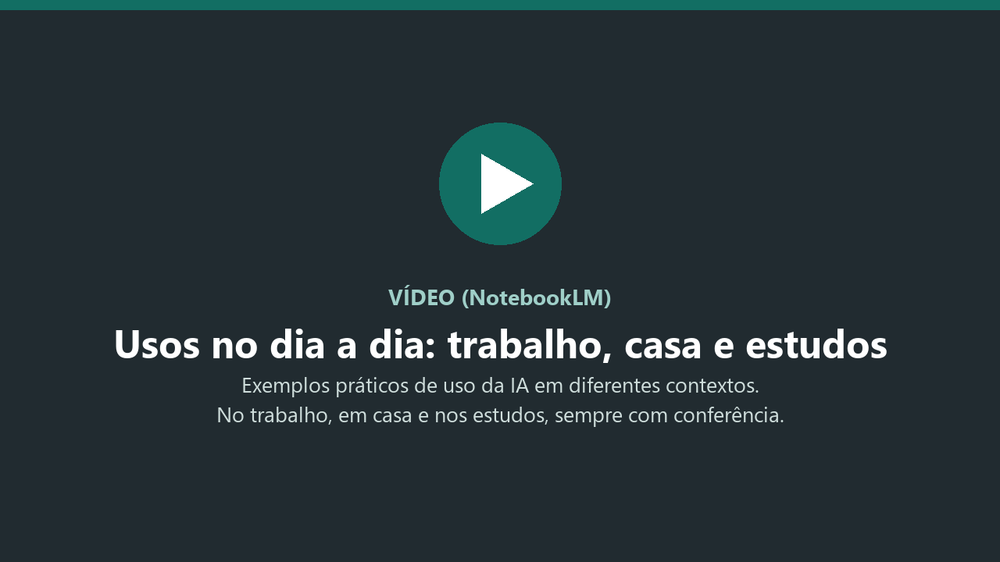 VÍDEO (NotebookLM)
Usos no dia a dia: trabalho, casa e estudos
Exemplos práticos de uso da IA em diferentes contextos.
No trabalho, em casa e nos estudos, sempre com conferência.